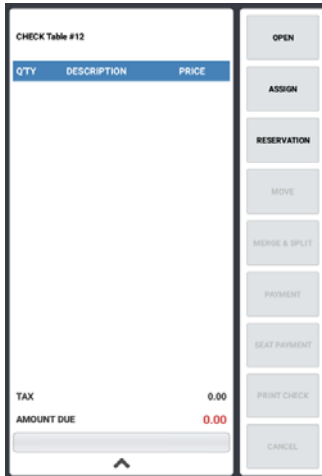 CHECK Table #12
Q'TY DESCRIPTION PRICE
TAX 0.00
AMOUNT DUE 0.00
OPEN
ASSIGN
RESERVATION
MOVE
MERGE & SPLIT
PAYMENT
SEAT PAYMENT
PRINT CHECK
CANCEL